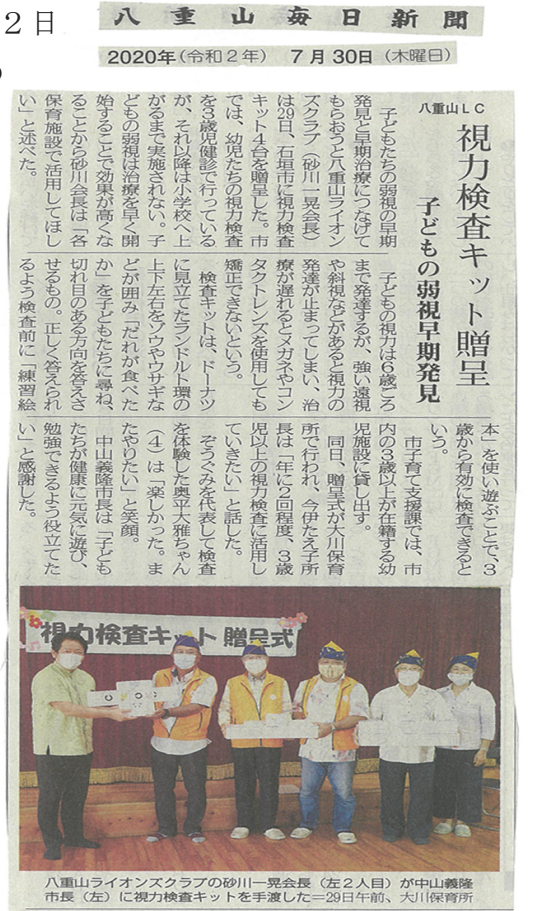 2日
八重山毎日新聞
2020年(令和2年) 7月30日(木曜日)
八重山LC
視力検査キット贈呈
子どもの弱視早期発見
子どもたちの弱視の早期
発見と早期治療につなげて
もらおうと八重山ライオン
ズクラブ(砂川一晃会長)
は29日、石垣市に視力検査
キット4台を贈呈した。市
では、幼児たちの視力検査
を3歳児健診で行っている
が、それ以降は小学校へ上
がるまで実施されない。子
どもの弱視は治療を早く開
始することで効果が高くな
ることから砂川会長は「各
保育施設で活用してほし
い」と述べた。
子どもの視力は6歳ごろ
まで発達するが、強い遠視
や斜視などがあると視力の
発達が止まってしまい、治
療が遅れるとメガネやコン
タクトレンズを使用しても
矯正できないという。
検査キットは、ドーナツ
に見立てたランドルト環の
上下左右をゾウやウサギな
どが囲み「だれが食べた
か」を子どもたちに尋ね、
切れ目のある方向を答えさ
せるもの。正しく答えられ
るよう検査前に「練習絵
本」を使い遊ぶことで、3
歳から有効に検査できると
いう。
市子育て支援課では、市
内の3歳以上が在籍する幼
児施設に貸し出す。
同日、贈呈式が大川保育
所で行われ、今伊たえ子所
長は「年に2回程度、3歳
児以上の視力検査に活用し
ていきたい」と話した。
ぞうぐみを代表して検査
を体験した奥平大雅ちゃん
(4)は「楽しかった。ま
たやりたい」と笑顔。
中山義隆市長は「子ども
たちが健康に元気に遊び、
勉強できるよう役立てた
い」と感謝した。
視力検査キット贈呈式
八重山ライオンズクラブの砂川一晃会長(左2人目)が中山義隆
市長(左)に視力検査キットを手渡した=29日午前、大川保育所